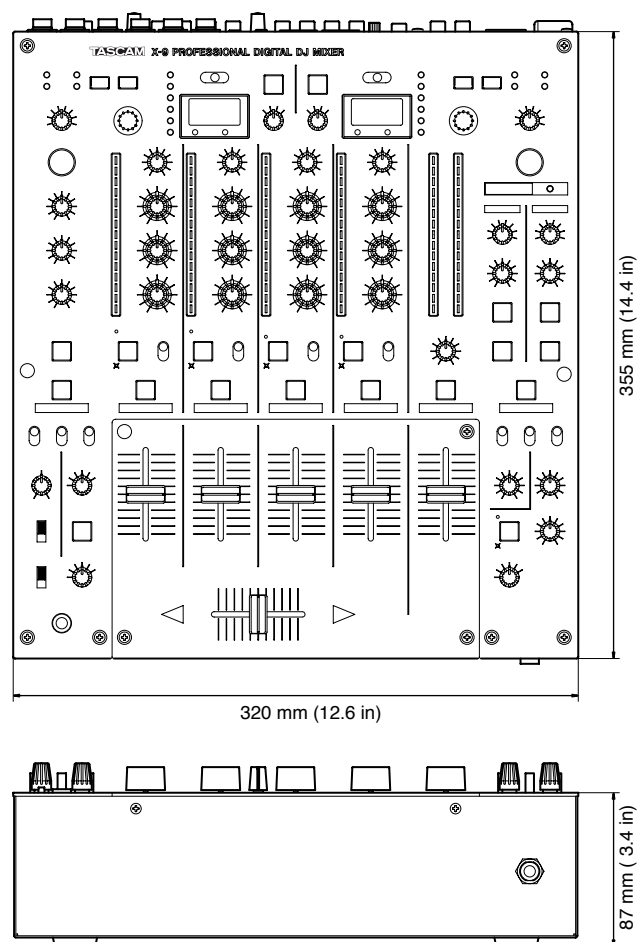 TASCAM X-9 PROFESSIONAL DIGITAL DJ MIXER
355 mm (14.4 in)
320 mm (12.6 in)
87 mm ( 3.4 in)